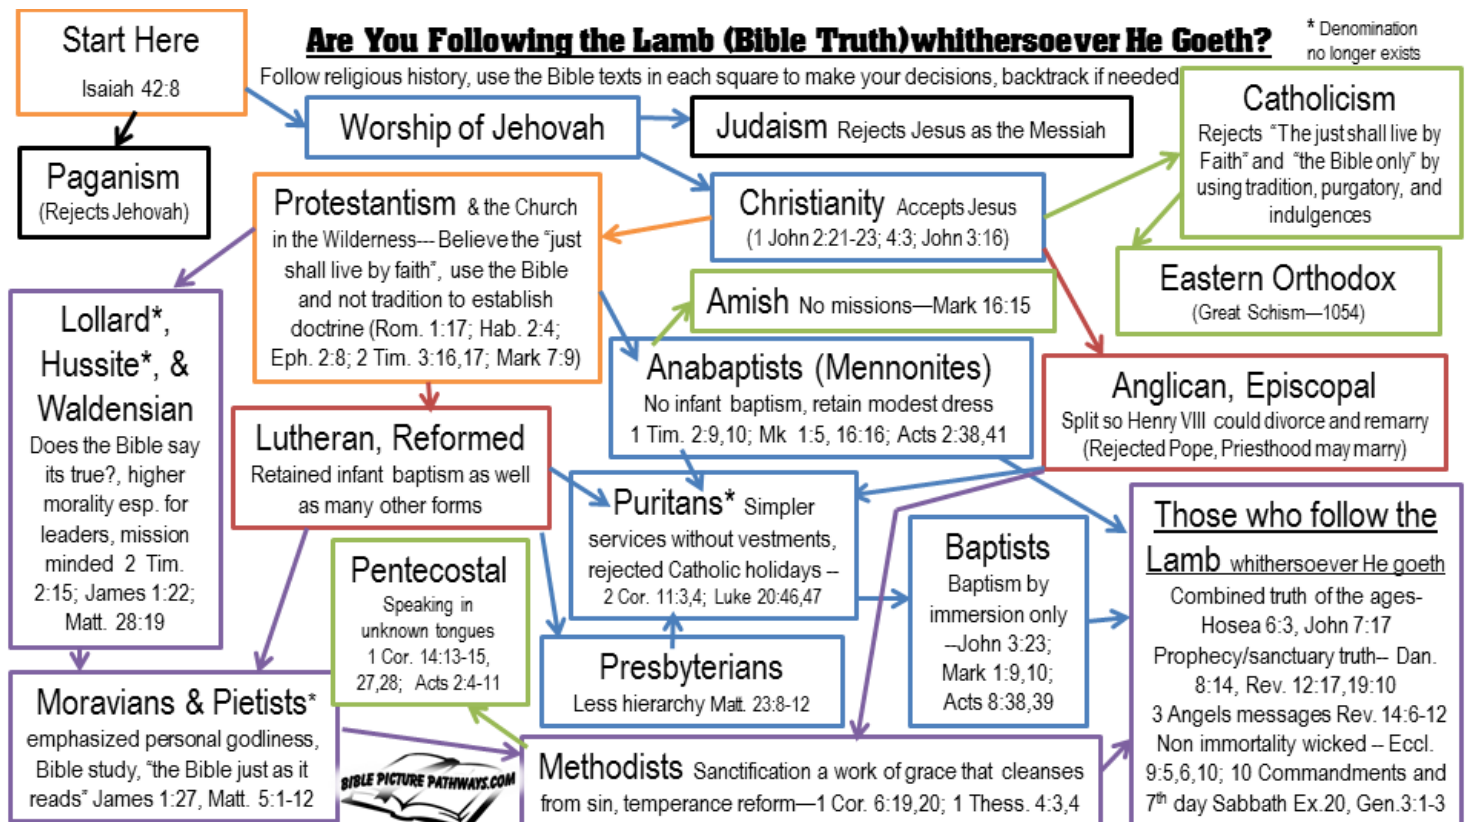 Start Here
Isaiah 42:8
Are You Following the Lamb (Bible Truth)whithersoever He Goeth?
Follow religious history, use the Bible texts in each square to make your decisions, backtrack if needed
* Denomination
no longer exists
Worship of Jehovah
Judaism Rejects Jesus as the Messiah
Catholicism
Rejects "The just shall live by
Faith" and "the Bible only" by
using tradition, purgatory, and
indulgences
Paganism
(Rejects Jehovah)
Protestantism & the Church
in the Wilderness--- Believe the "just
shall live by faith", use the Bible
and not tradition to establish
doctrine (Rom. 1:17; Hab. 2:4;
Eph. 2:8; 2 Tim. 3:16,17; Mark 7:9)
Christianity Accepts Jesus
(1 John 2:21-23; 4:3; John 3:16)
Eastern Orthodox
(Great Schism—1054)
Amish No missions—Mark 16:15
Lollard*,
Hussite*, &
Waldensian
Does the Bible say
its true?, higher
morality esp. for
leaders, mission
minded 2 Tim.
2:15; James 1:22;
Matt. 28:19
Anabaptists (Mennonites)
No infant baptism, retain modest dress
1 Tim. 2:9,10; Mk 1:5, 16:16; Acts 2:38,41
Anglican, Episcopal
Split so Henry VIII could divorce and remarry
(Rejected Pope, Priesthood may marry)
Lutheran, Reformed
Retained infant baptism as well
as many other forms
Puritans* Simpler
services without vestments,
rejected Catholic holidays –
2 Cor. 11:3,4; Luke 20:46,47
Pentecostal
Speaking in
unknown tongues
1 Cor. 14:13-15,
27,28; Acts 2:4-11
Baptists
Baptism by
immersion only
--John 3:23;
Mark 1:9,10;
Acts 8:38,39
Those who follow the
Lamb whithersoever He goeth
Combined truth of the ages-
Hosea 6:3, John 7:17
Prophecy/sanctuary truth-- Dan.
8:14, Rev. 12:17,19:10
3 Angels messages Rev. 14:6-12
Non immortality wicked -- Eccl.
9:5,6,10; 10 Commandments and
7th day Sabbath Ex.20, Gen.3:1-3
Presbyterians
Less hierarchy Matt. 23:8-12
Moravians & Pietists*
emphasized personal godliness,
Bible study, "the Bible just as it
reads" James 1:27, Matt. 5:1-12
BIBLE PICTURE PATHWAYS.COM
Methodists Sanctification a work of grace that cleanses
from sin, temperance reform—1 Cor. 6:19,20; 1 Thess. 4:3,4